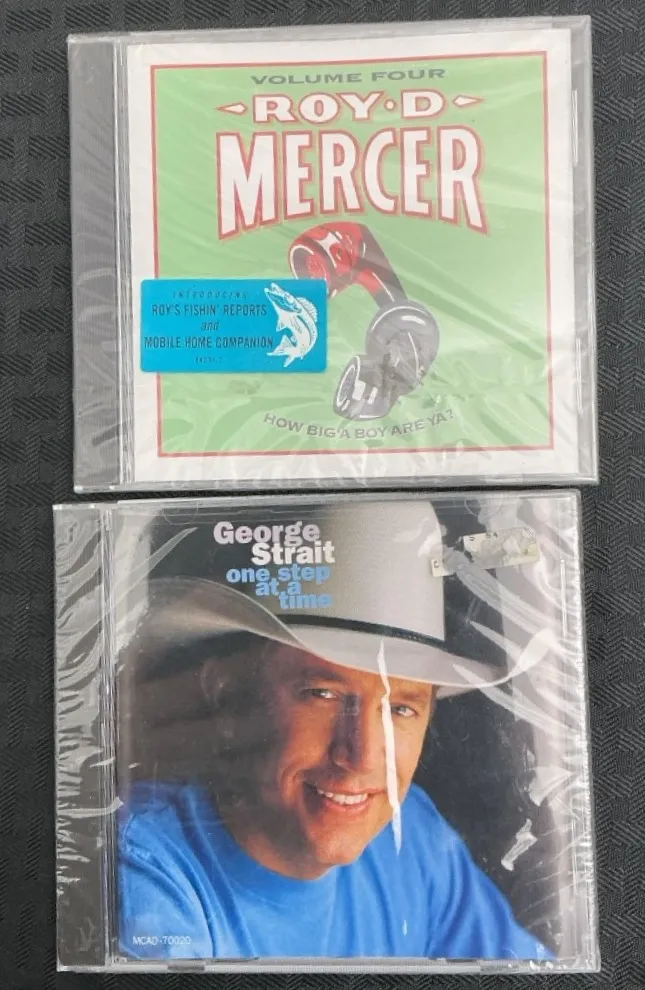 VOLUME FOUR
ROY·D
MERCER
INTRODUCING
ROY'S FISHIN' REPORTS
and
MOBILE HOME COMPANION
HOW BIG'A BOY ARE YA?
George
Strait
one step
at a
time
MCAD-70020